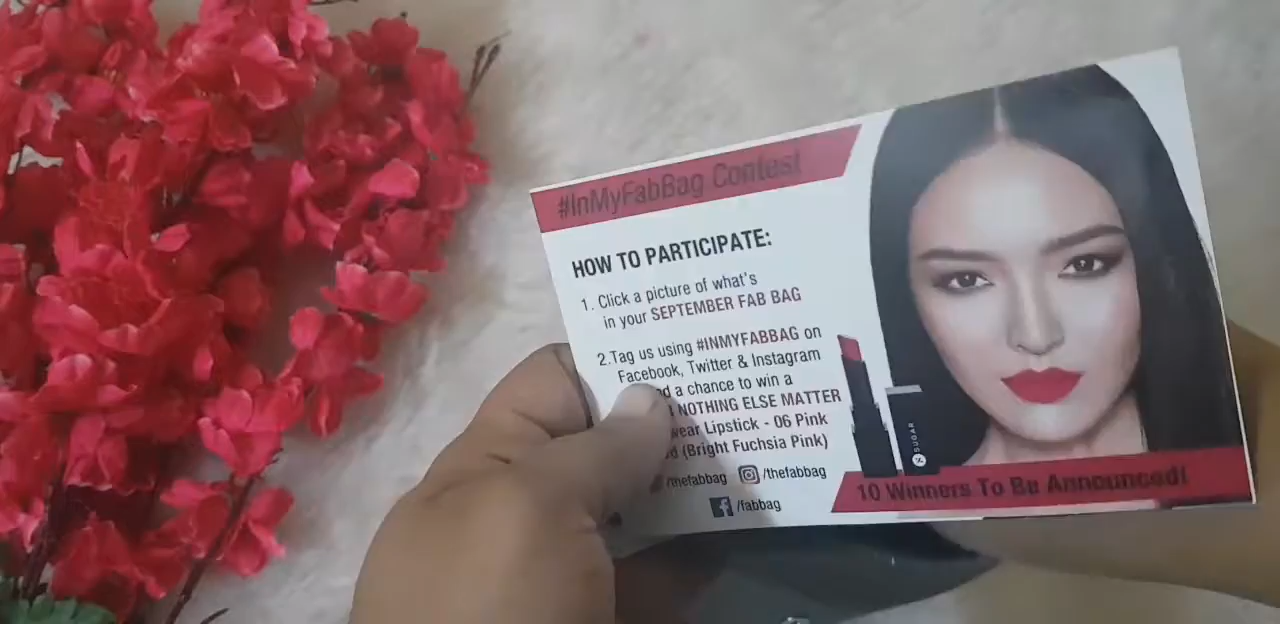 #InMyFabBag Contest
HOW TO PARTICIPATE:
1. Click a picture of what's
in your SEPTEMBER FAB BAG
2.Tag us using #INMYFABBAG on
Facebook, Twitter & Instagram
a chance to win a
NOTHING ELSE MATTER
Lipstick - 06 Pink
(Bright Fuchsia Pink)
/thefabbag /thefabbag
/fabbag
SUGAR
10 Winners To Be Announced!